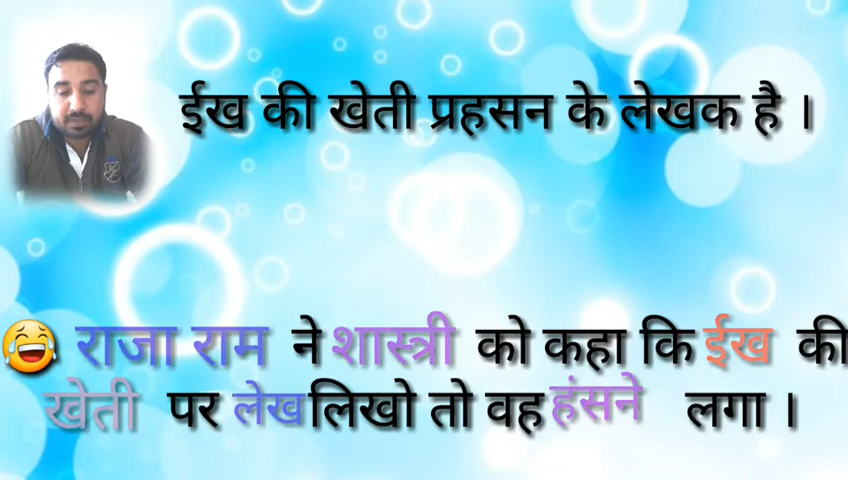 ईख की खेती प्रहसन के लेखक है ।
😂 राजा राम ने शास्त्री को कहा कि ईख की
खेती पर लेख लिखो तो वह हंसने लगा ।